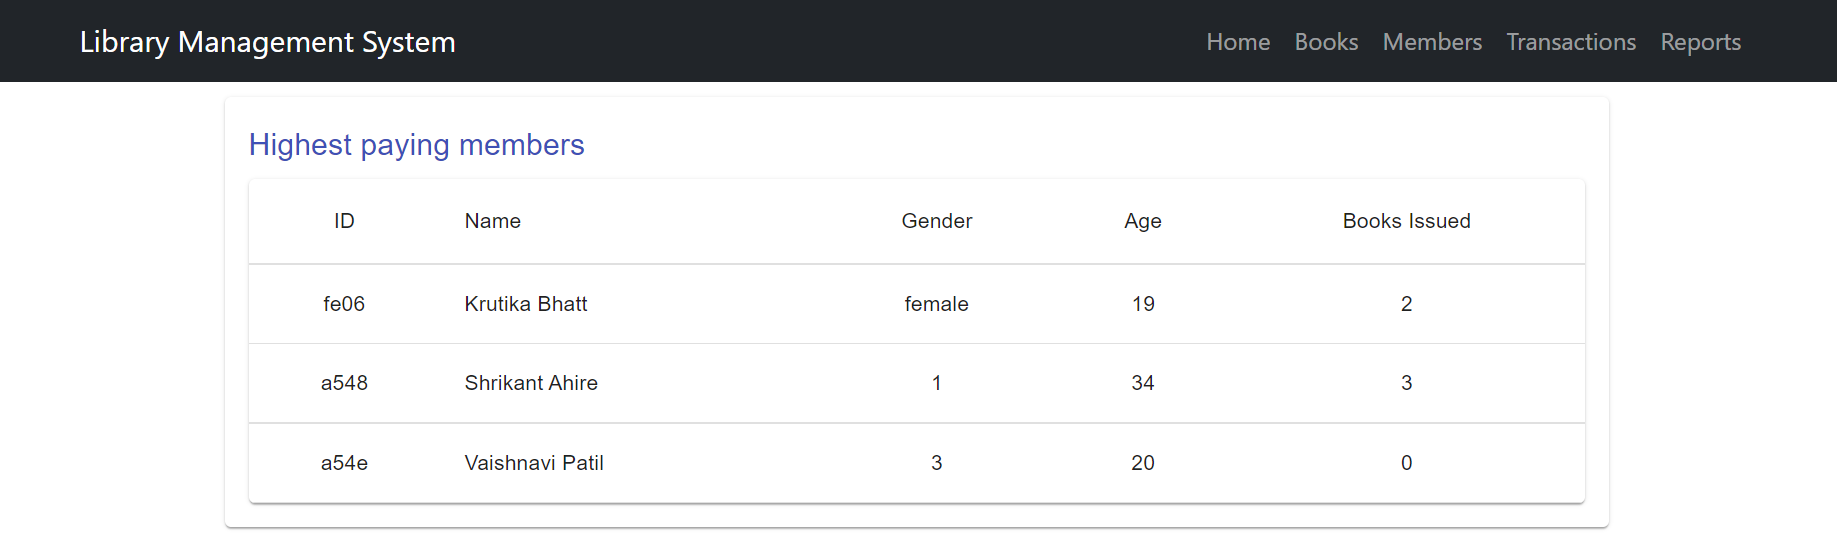 Library Management System Home Books Members Transactions Reports
Highest paying members
ID Name Gender Age Books Issued
fe06 Krutika Bhatt female 19 2
a548 Shrikant Ahire 1 34 3
a54e Vaishnavi Patil 3 20 0